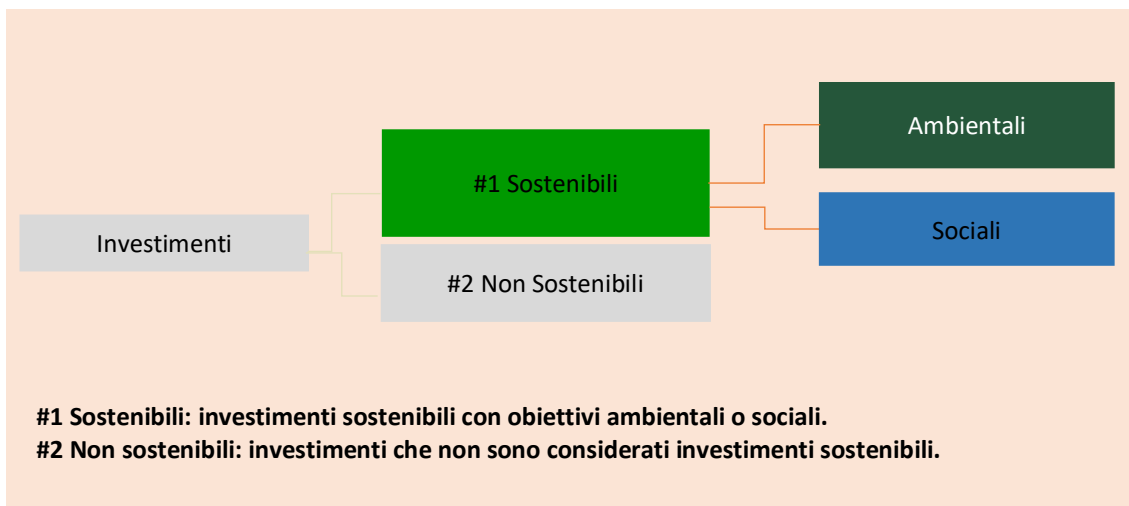 Ambientali
#1 Sostenibili
Investimenti
Sociali
#2 Non Sostenibili
#1 Sostenibili: investimenti sostenibili con obiettivi ambientali o sociali.
#2 Non sostenibili: investimenti che non sono considerati investimenti sostenibili.